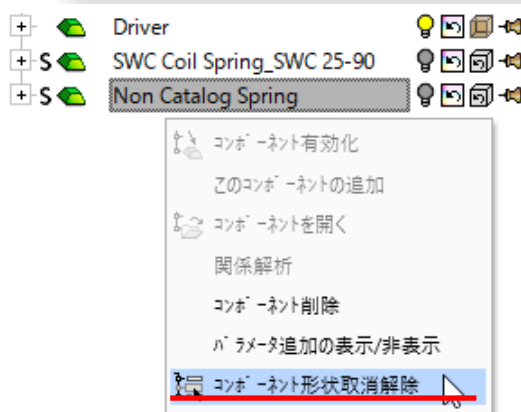 Driver
S SWC Coil Spring_SWC 25-90
S Non Catalog Spring
ｺﾝﾎﾟｰﾈﾝﾄ有効化
このｺﾝﾎﾟｰﾈﾝﾄの追加
ｺﾝﾎﾟｰﾈﾝﾄを開く
関係解析
ｺﾝﾎﾟｰﾈﾝﾄ削除
ﾊﾟﾗﾒｰﾀ追加の表示/非表示
ｺﾝﾎﾟｰﾈﾝﾄ形状取消解除